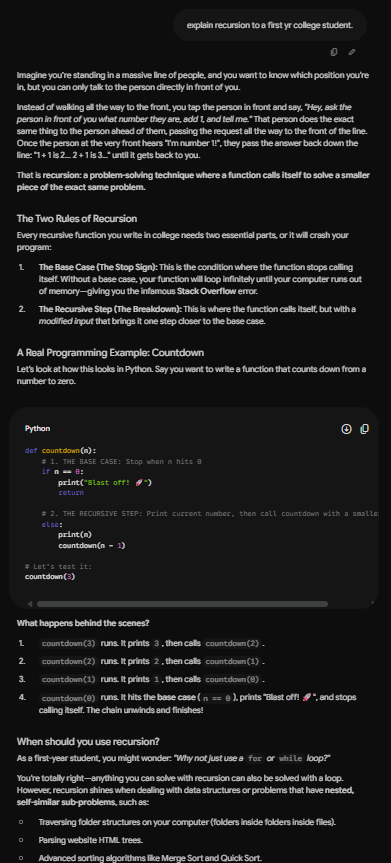 explain recursion to a first yr college student.
Imagine you're standing in a massive line of people, and you want to know which position you're
in, but you can only talk to the person directly in front of you.
Instead of walking all the way to the front, you tap the person in front and say, "Hey, ask the
person in front of you what number they are, add 1, and tell me." That person does the exact
same thing to the person ahead of them, passing the request all the way to the front of the line.
Once the person at the very front hears "I'm number 1!", they pass the answer back down the
line: "1 + 1 is 2... 2 + 1 is 3..." until it gets back to you.
That is recursion: a problem-solving technique where a function calls itself to solve a smaller
piece of the exact same problem.
The Two Rules of Recursion
Every recursive function you write in college needs two essential parts, or it will crash your
program:
1. The Base Case (The Stop Sign): This is the condition where the function stops calling
itself. Without a base case, your function will loop infinitely until your computer runs out
of memory—giving you the infamous Stack Overflow error.
2. The Recursive Step (The Breakdown): This is where the function calls itself, but with a
modified input that brings it one step closer to the base case.
A Real Programming Example: Countdown
Let's look at how this looks in Python. Say you want to write a function that counts down from a
number to zero.
Python
def countdown(n):
# 1. THE BASE CASE: Stop when n hits 0
if n == 0:
print("Blast off! 🚀")
return
# 2. THE RECURSIVE STEP: Print current number, then call countdown with a smalle
else:
print(n)
countdown(n - 1)
# Let's test it:
countdown(3)
What happens behind the scenes?
1. countdown(3) runs. It prints 3 , then calls countdown(2) .
2. countdown(2) runs. It prints 2 , then calls countdown(1) .
3. countdown(1) runs. It prints 1 , then calls countdown(0) .
4. countdown(0) runs. It hits the base case ( n == 0 ), prints "Blast off! 🚀", and stops
calling itself. The chain unwinds and finishes!
When should you use recursion?
As a first-year student, you might wonder: "Why not just use a for or while loop?"
You're totally right—anything you can solve with recursion can also be solved with a loop.
However, recursion shines when dealing with data structures or problems that have nested,
self-similar sub-problems, such as:
○ Traversing folder structures on your computer (folders inside folders inside files).
○ Parsing website HTML trees.
○ Advanced sorting algorithms like Merge Sort and Quick Sort.